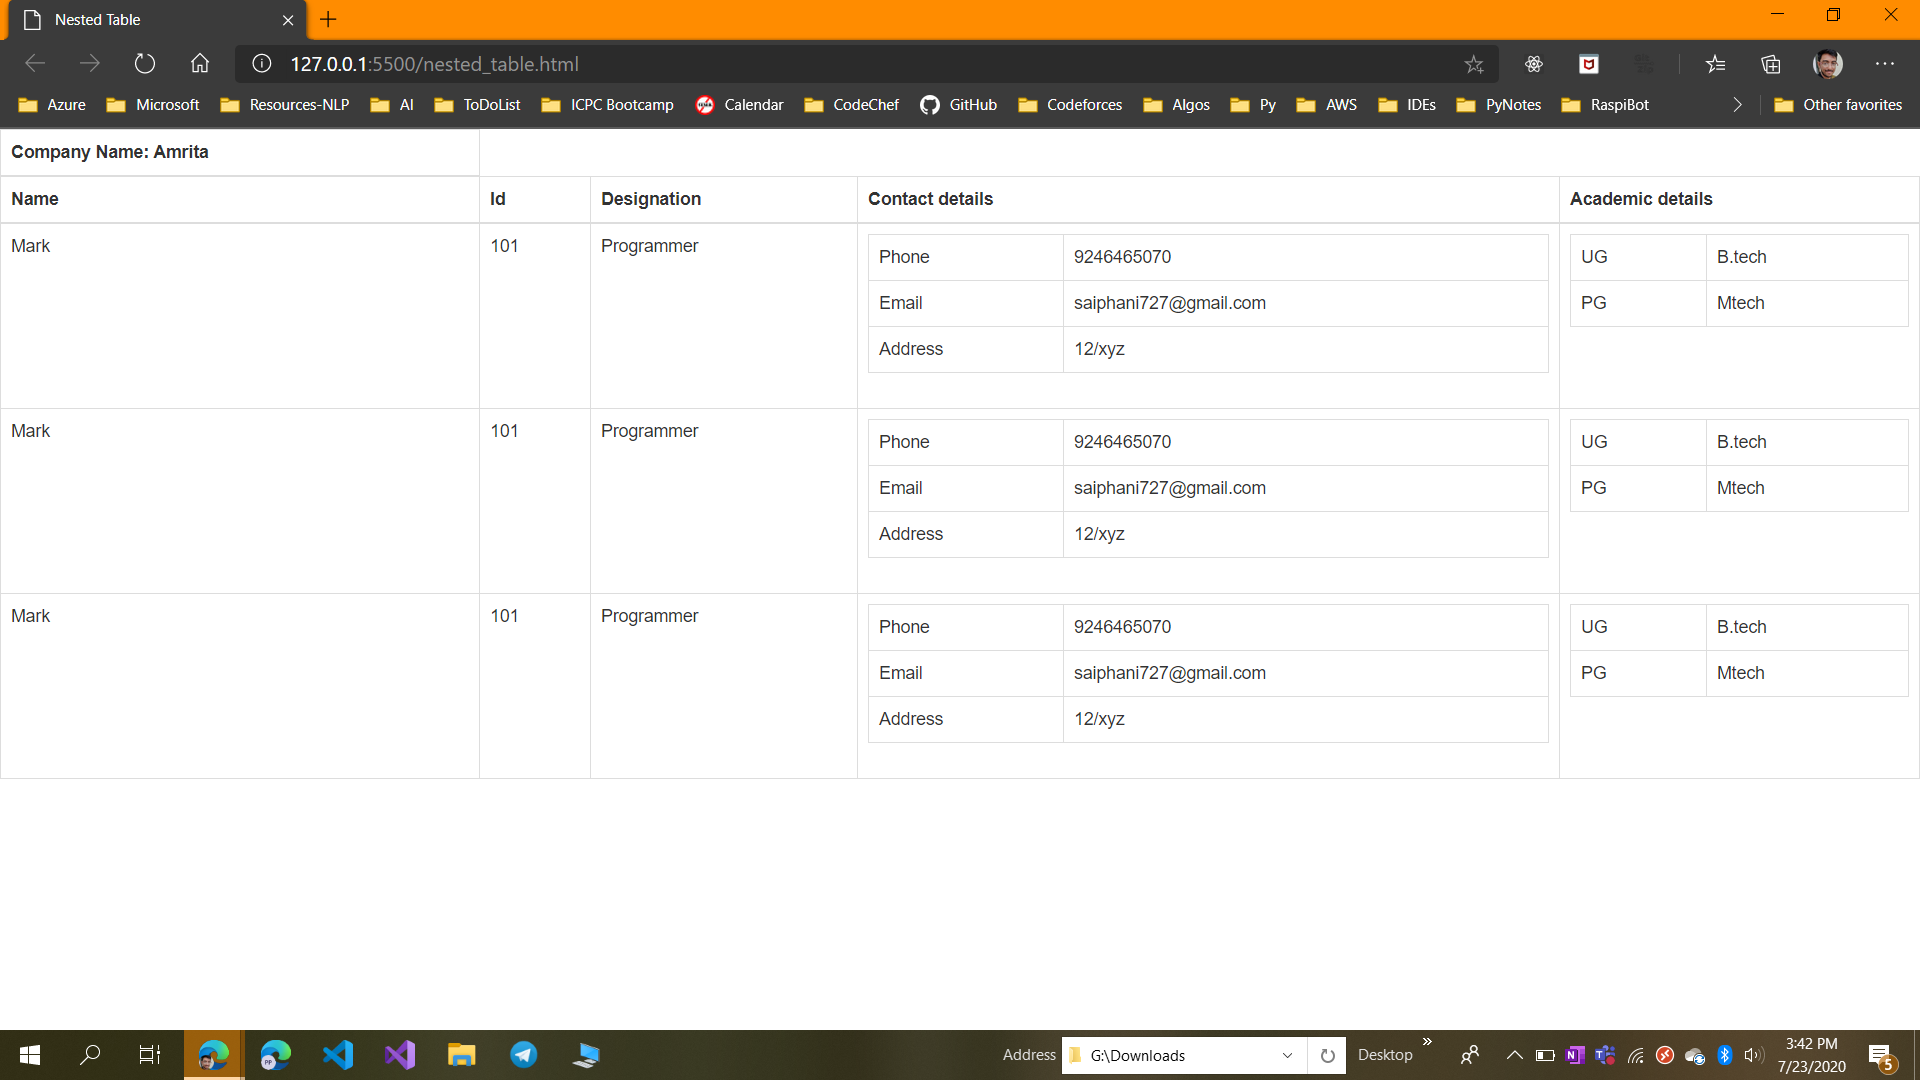 Nested Table
127.0.0.1:5500/nested_table.html
Azure Microsoft Resources-NLP AI ToDoList ICPC Bootcamp Calendar CodeChef GitHub Codeforces Algos Py AWS IDEs PyNotes RaspiBot Other favorites
Company Name: Amrita
Name Id Designation Contact details Academic details
Mark 101 Programmer Phone 9246465070 UG B.tech
Email saiphani727@gmail.com PG Mtech
Address 12/xyz
Mark 101 Programmer Phone 9246465070 UG B.tech
Email saiphani727@gmail.com PG Mtech
Address 12/xyz
Mark 101 Programmer Phone 9246465070 UG B.tech
Email saiphani727@gmail.com PG Mtech
Address 12/xyz
Address G:\Downloads Desktop
3:42 PM
7/23/2020
5